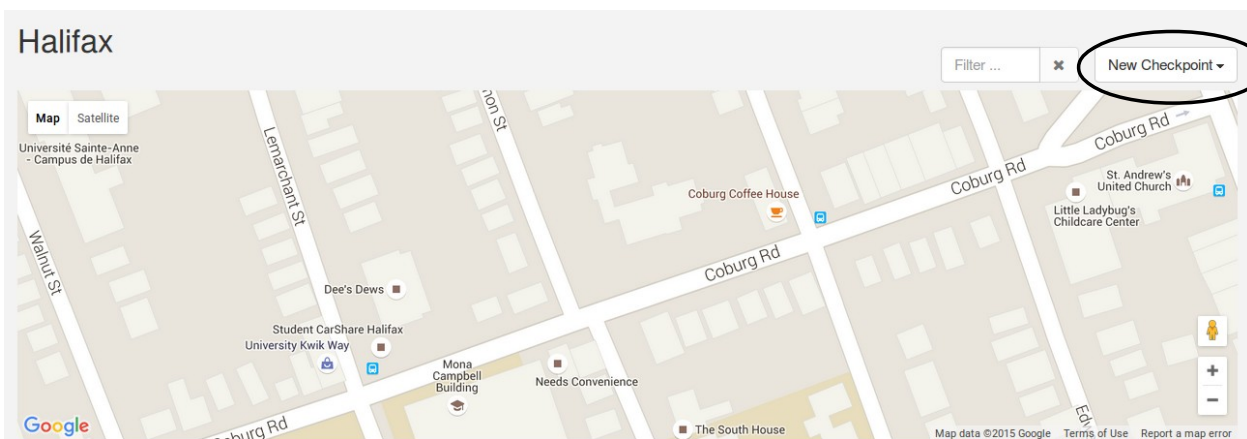 Halifax
Filter ...
✖
New Checkpoint
Map
Satellite
Université Sainte-Anne
- Campus de Halifax
Lemarchant St
Coburg Rd
St. Andrew's
United Church
Coburg Rd
Coburg Coffee House
Little Ladybug's
Childcare Center
Walnut St
Coburg Rd
Dee's Dews
Student CarShare Halifax
University Kwik Way
Mona
Campbell
Building
Needs Convenience
+
−
Google
The South House
Map data ©2015 Google
Terms of Use
Report a map error